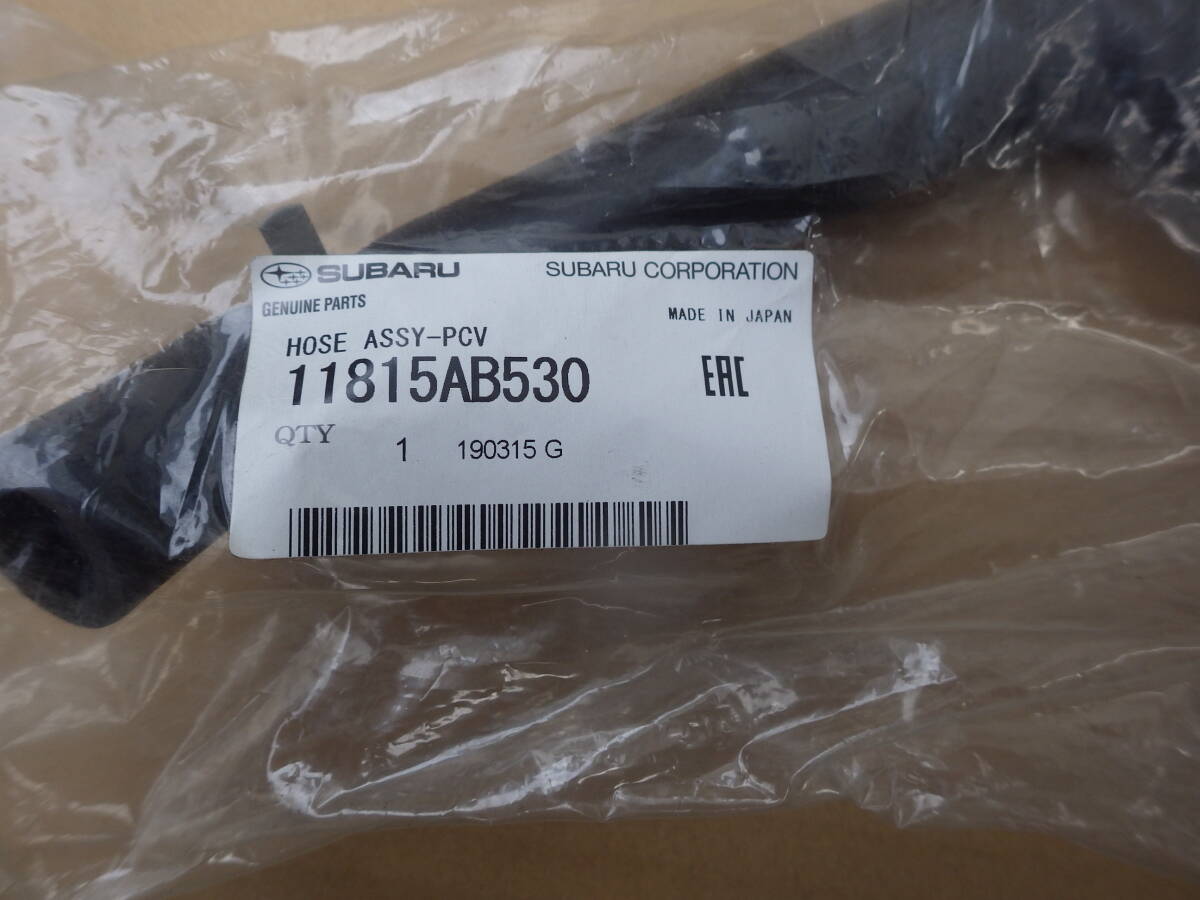 SUBARU SUBARU CORPORATION
GENUINE PARTS
MADE IN JAPAN
HOSE ASSY-PCV
11815AB530 EAC
QTY 1 190315 G